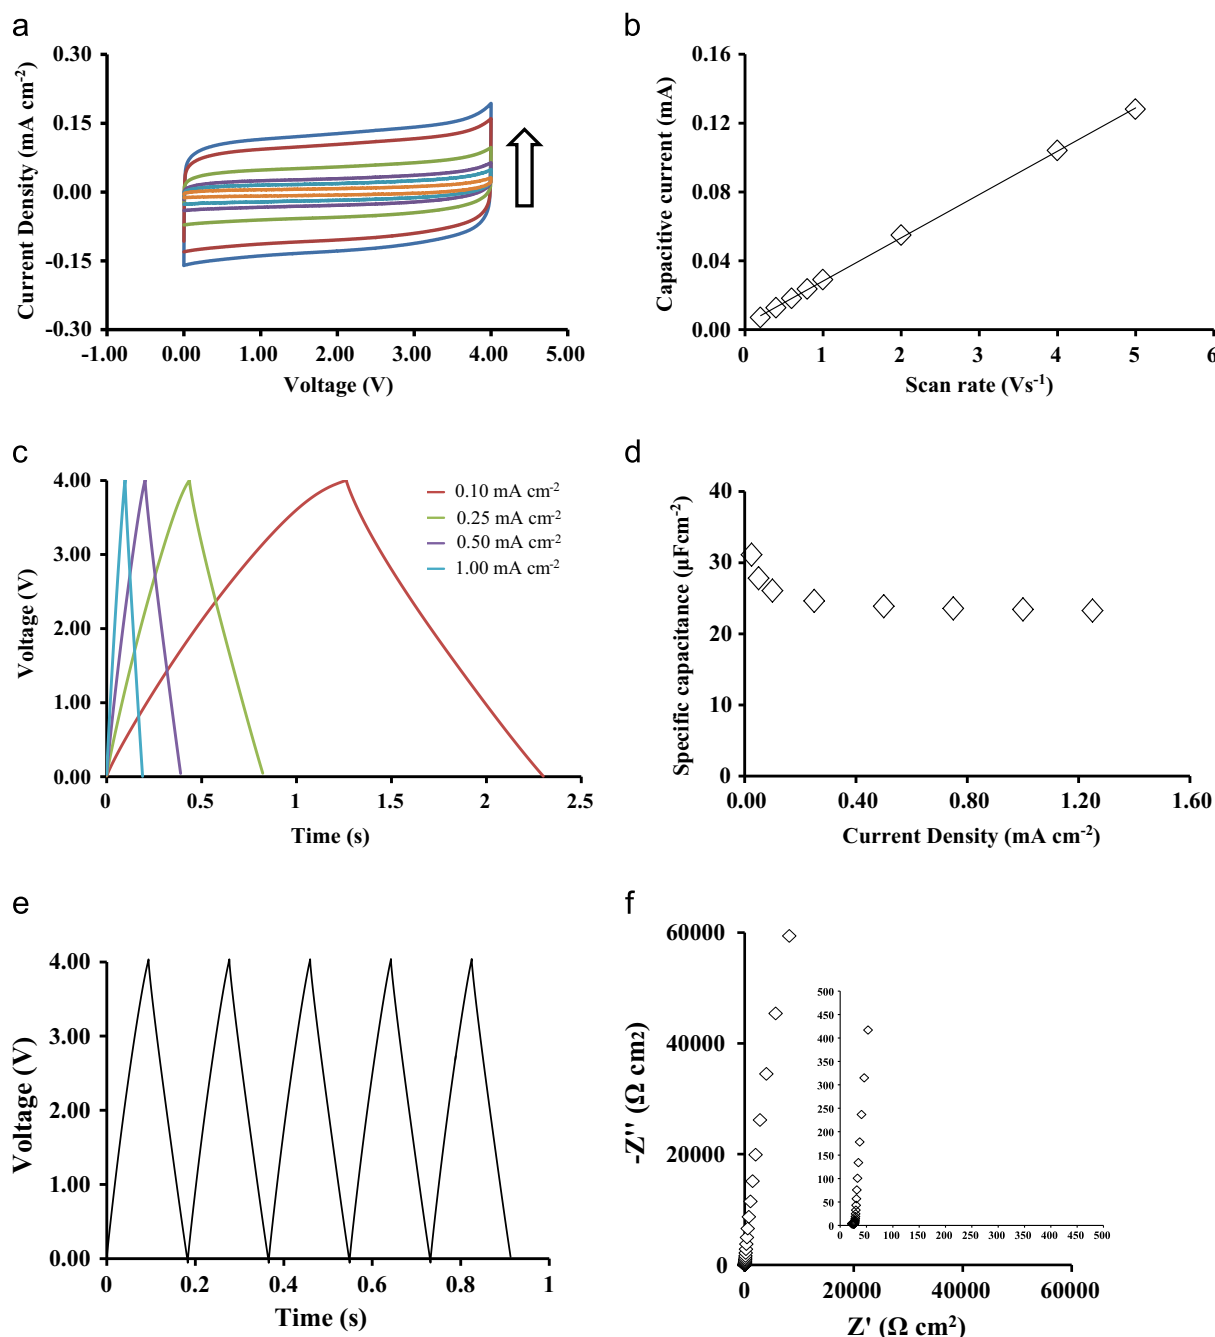 a
0.30
0.15
0.00
-0.15
-0.30
-1.00 0.00 1.00 2.00 3.00 4.00 5.00
Voltage (V)
Current Density (mA cm-2)
b
0.16
0.12
0.08
0.04
0.00
0 1 2 3 4 5 6
Scan rate (Vs-1)
Capacitive current (mA)
c
4.00
3.00
2.00
1.00
0.00
0 0.5 1 1.5 2 2.5
Time (s)
Voltage (V)
0.10 mA cm-2
0.25 mA cm-2
0.50 mA cm-2
1.00 mA cm-2
d
40
30
20
10
0
0.00 0.40 0.80 1.20 1.60
Current Density (mA cm-2)
Specific capacitance (μFcm-2)
e
4.00
3.00
2.00
1.00
0.00
0 0.2 0.4 0.6 0.8 1
Time (s)
Voltage (V)
f
60000
40000
20000
0
0 20000 40000 60000
Z' (Ω cm2)
-Z'' (Ω cm2)
500
450
400
350
300
250
200
150
100
50
0
0 50 100 150 200 250 300 350 400 450 500